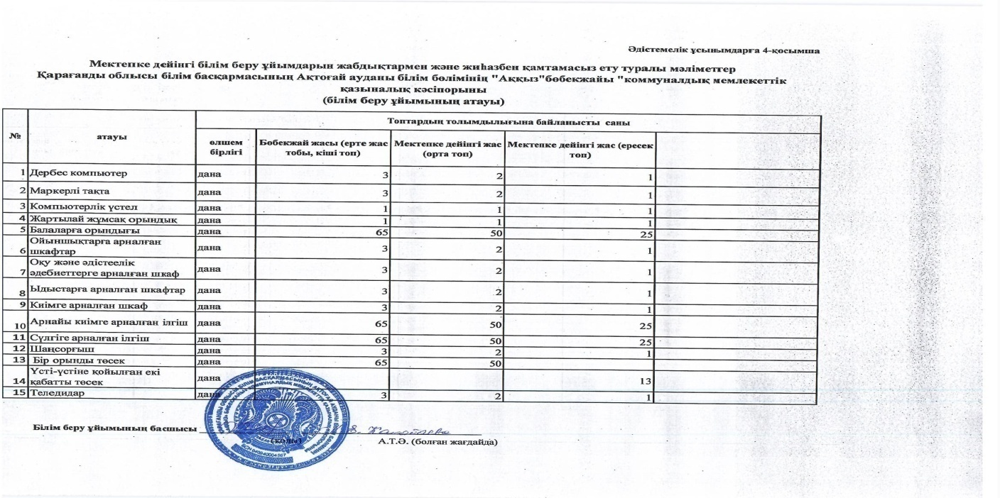 Әдістемелік ұсынымдарға 4-қосымша
Мектепке дейінгі білім беру ұйымдарын жабдықтармен және жиһазбен қамтамасыз ету туралы мәліметтер
Қарағанды облысы білім басқармасының Ақтоғай ауданы білім бөлімінің "Аққыз"бөбекжайы "коммуналдық мемлекеттік
қазыналық кәсіпорыны
(білім беру ұйымының атауы)
№ атауы Топтардың толымдылығына байланысты саны
өлшем бірлігі Бөбекжай жасы (ерте жас тобы, кіші топ) Мектепке дейінгі жас (орта топ) Мектепке дейінгі жас (ересек топ)
1 Дербес компьютер дана 3 2 1
2 Маркерлі тақта дана 3 2 1
3 Компьютерлік үстел дана 1 1 1
4 Жартылай жұмсақ орындық дана 1 1 1
5 Балаларға орындығы дана 65 50 25
6 Ойыншықтарға арналған шкафтар дана 3 2 1
7 Оқу және әдістеелік әдебиеттерге арналған шкаф дана 3 2 1
8 Ыдыстарға арналған шкафтар дана 3 2 1
9 Киімге арналған шкаф дана 3 2 1
10 Арнайы киімге арналған ілгіш дана 65 50 25
11 Сүлгіге арналған ілгіш дана 65 50 25
12 Шаңсорғыш дана 3 2 1
13 Бір орынды төсек дана 65 50
14 Үсті-үстіне қойылған екі қабатты төсек дана 13
15 Теледидар дана 3 2 1
Білім беру ұйымының басшысы
(қолы) А.Т.Ә. (болған жағдайда)